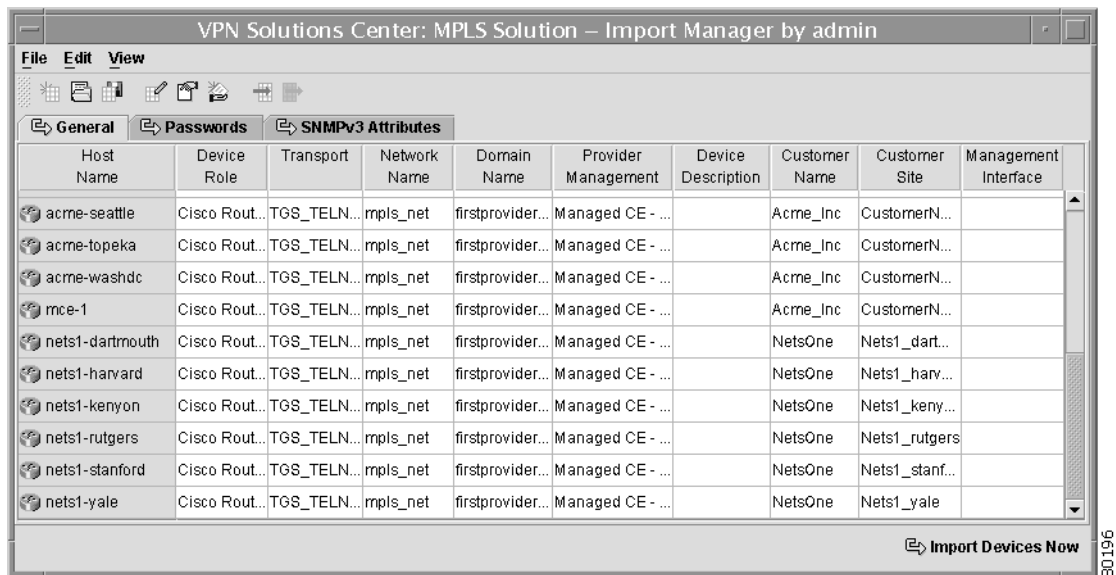 VPN Solutions Center: MPLS Solution – Import Manager by admin
File Edit View
General Passwords SNMPv3 Attributes
Host Name Device Role Transport Network Name Domain Name Provider Management Device Description Customer Name Customer Site Management Interface
acme-seattle Cisco Rout... TGS_TELN... mpls_net firstprovider... Managed CE - ... Acme_Inc CustomerN...
acme-topeka Cisco Rout... TGS_TELN... mpls_net firstprovider... Managed CE - ... Acme_Inc CustomerN...
acme-washdc Cisco Rout... TGS_TELN... mpls_net firstprovider... Managed CE - ... Acme_Inc CustomerN...
mce-1 Cisco Rout... TGS_TELN... mpls_net firstprovider... Managed CE - ... Acme_Inc CustomerN...
nets1-dartmouth Cisco Rout... TGS_TELN... mpls_net firstprovider... Managed CE - ... NetsOne Nets1_dart...
nets1-harvard Cisco Rout... TGS_TELN... mpls_net firstprovider... Managed CE - ... NetsOne Nets1_harv...
nets1-kenyon Cisco Rout... TGS_TELN... mpls_net firstprovider... Managed CE - ... NetsOne Nets1_keny...
nets1-rutgers Cisco Rout... TGS_TELN... mpls_net firstprovider... Managed CE - ... NetsOne Nets1_rutgers
nets1-stanford Cisco Rout... TGS_TELN... mpls_net firstprovider... Managed CE - ... NetsOne Nets1_stanf...
nets1-yale Cisco Rout... TGS_TELN... mpls_net firstprovider... Managed CE - ... NetsOne Nets1_yale
Import Devices Now
30196